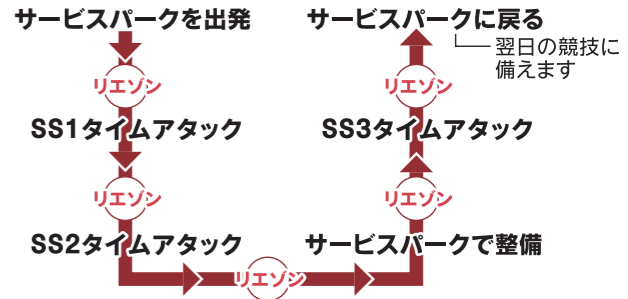 サービスパークを出発
リエゾン
SS1タイムアタック
リエゾン
SS2タイムアタック
リエゾン
サービスパークで整備
リエゾン
SS3タイムアタック
リエゾン
サービスパークに戻る
翌日の競技に
備えます